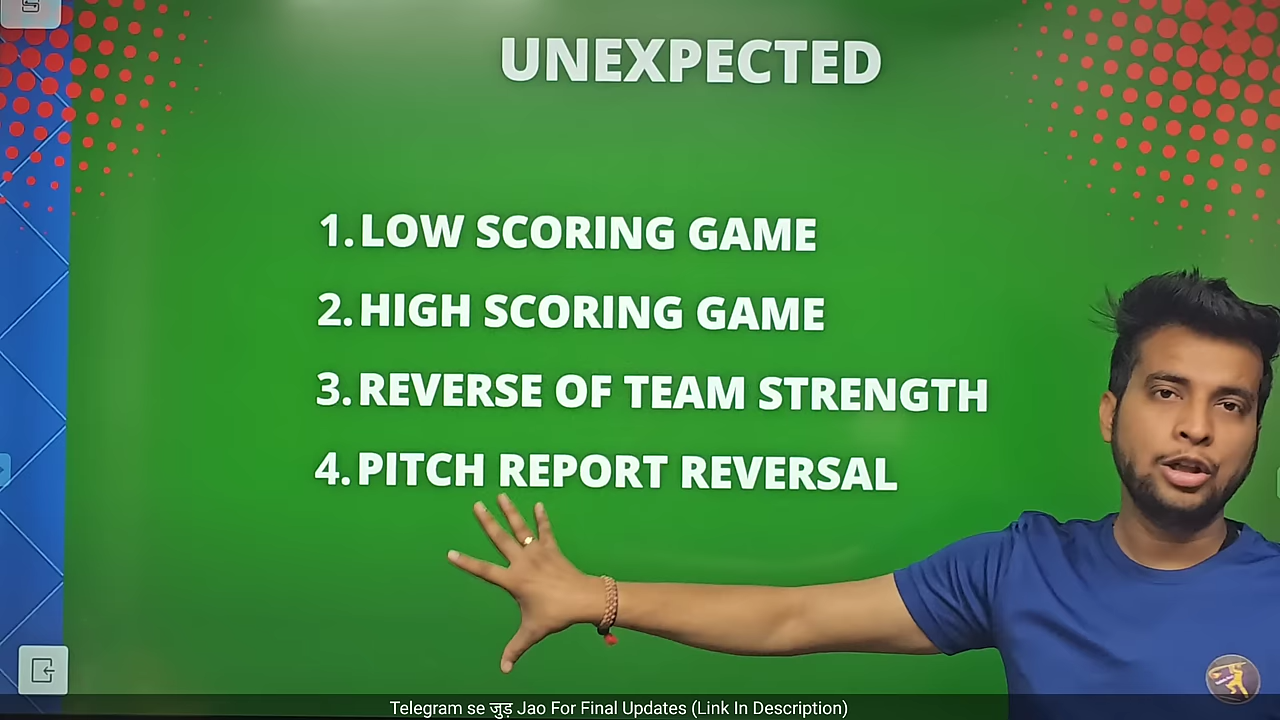 UNEXPECTED
1. LOW SCORING GAME
2. HIGH SCORING GAME
3. REVERSE OF TEAM STRENGTH
4. PITCH REPORT REVERSAL
Telegram se जुड़ Jao For Final Updates (Link In Description)